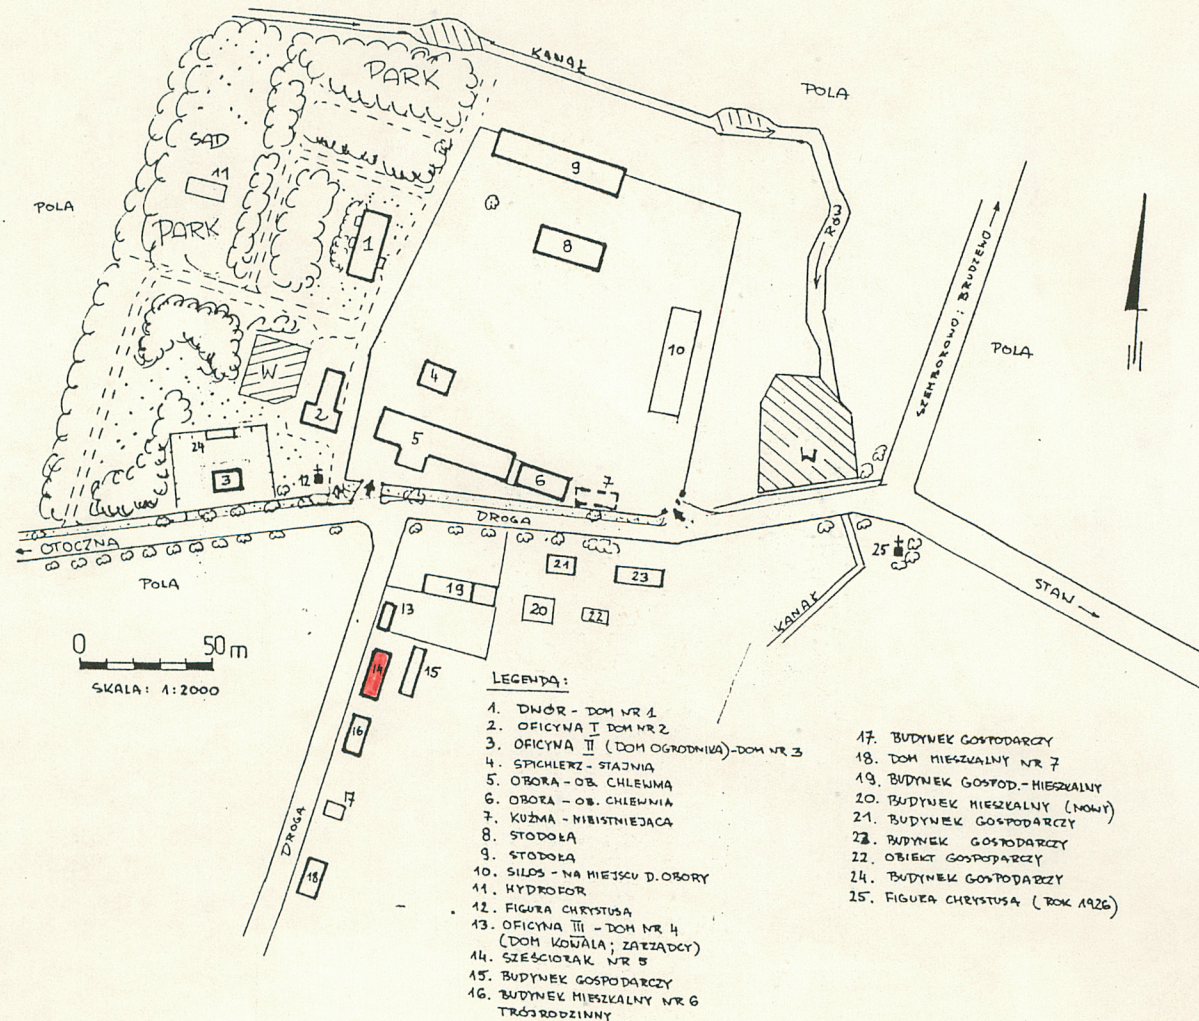 PARK
KANAŁ
POLA
SAD
11
9
POLA
PARK
1
8
RÓW
SZEMBOROWO i BRUDZEWO
POLA
10
4
W
2
5
24
3
12
6
7
W
DROGA
← OTOCZNA
POLA
21
23
25
STAW →
19
20
22
KANAŁ
13
0 50 m
SKALA: 1:2000
14
15
16
17
DROGA
18
LEGENDA:
1. DWÓR - DOM NR 1
2. OFICYNA I DOM NR 2
3. OFICYNA II (DOM OGRODNIKA) - DOM NR 3
4. SPICHLERZ - STAJNIA
5. OBORA - OB. CHLEWNIA
6. OBORA - OB. CHLEWNIA
7. KUŹNIA - NIEISTNIEJĄCA
8. STODOŁA
9. STODOŁA
10. SILOS - NA MIEJSCU D. OBORY
11. HYDROFOR
12. FIGURA CHRYSTUSA
13. OFICYNA III - DOM NR 4
(DOM KOWALA; ZARZĄDCY)
14. SZEŚCIORAK NR 5
15. BUDYNEK GOSPODARCZY
16. BUDYNEK MIESZKALNY NR 6
TRÓJRODZINNY
17. BUDYNEK GOSPODARCZY
18. DOM MIESZKALNY NR 7
19. BUDYNEK GOSPOD.-MIESZKALNY
20. BUDYNEK MIESZKALNY (NOWY)
21. BUDYNEK GOSPODARCZY
23. BUDYNEK GOSPODARCZY
22. OBIEKT GOSPODARCZY
24. BUDYNEK GOSPODARCZY
25. FIGURA CHRYSTUSA (ROK 1926)